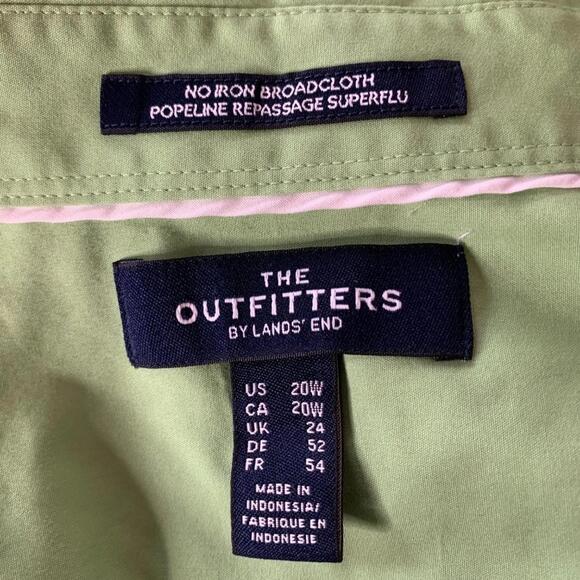 NO IRON BROADCLOTH
POPELINE REPASSAGE SUPERFLU
THE
OUTFITTERS
BY LANDS' END
US 20W
CA 20W
UK 24
DE 52
FR 54
MADE IN
INDONESIA/
FABRIQUE EN
INDONESIE